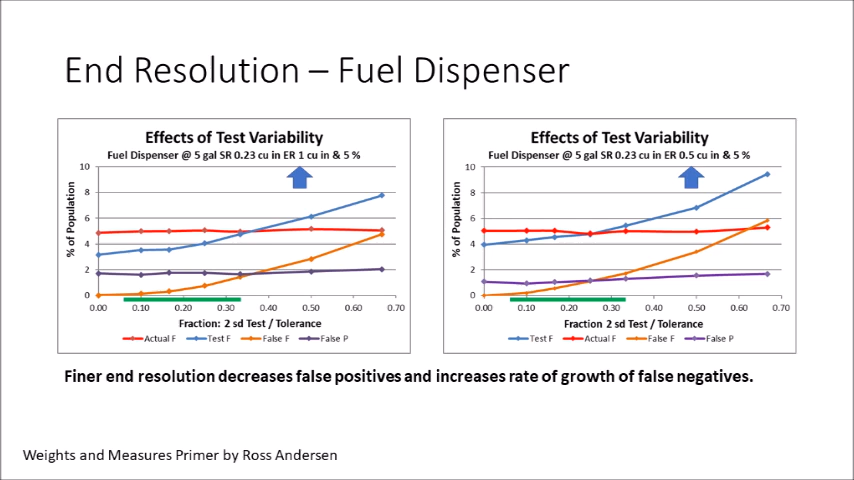 End Resolution – Fuel Dispenser
Effects of Test Variability
Fuel Dispenser @ 5 gal SR 0.23 cu in ER 1 cu in & 5 %
10
8
6
4
2
0
% of Population
0.00 0.10 0.20 0.30 0.40 0.50 0.60 0.70
Fraction: 2 sd Test / Tolerance
Actual F Test F False F False P
Effects of Test Variability
Fuel Dispenser @ 5 gal SR 0.23 cu in ER 0.5 cu in & 5 %
10
8
6
4
2
0
% of Population
0.00 0.10 0.20 0.30 0.40 0.50 0.60 0.70
Fraction 2 sd Test / Tolerance
Test F Actual F False F False P
Finer end resolution decreases false positives and increases rate of growth of false negatives.
Weights and Measures Primer by Ross Andersen